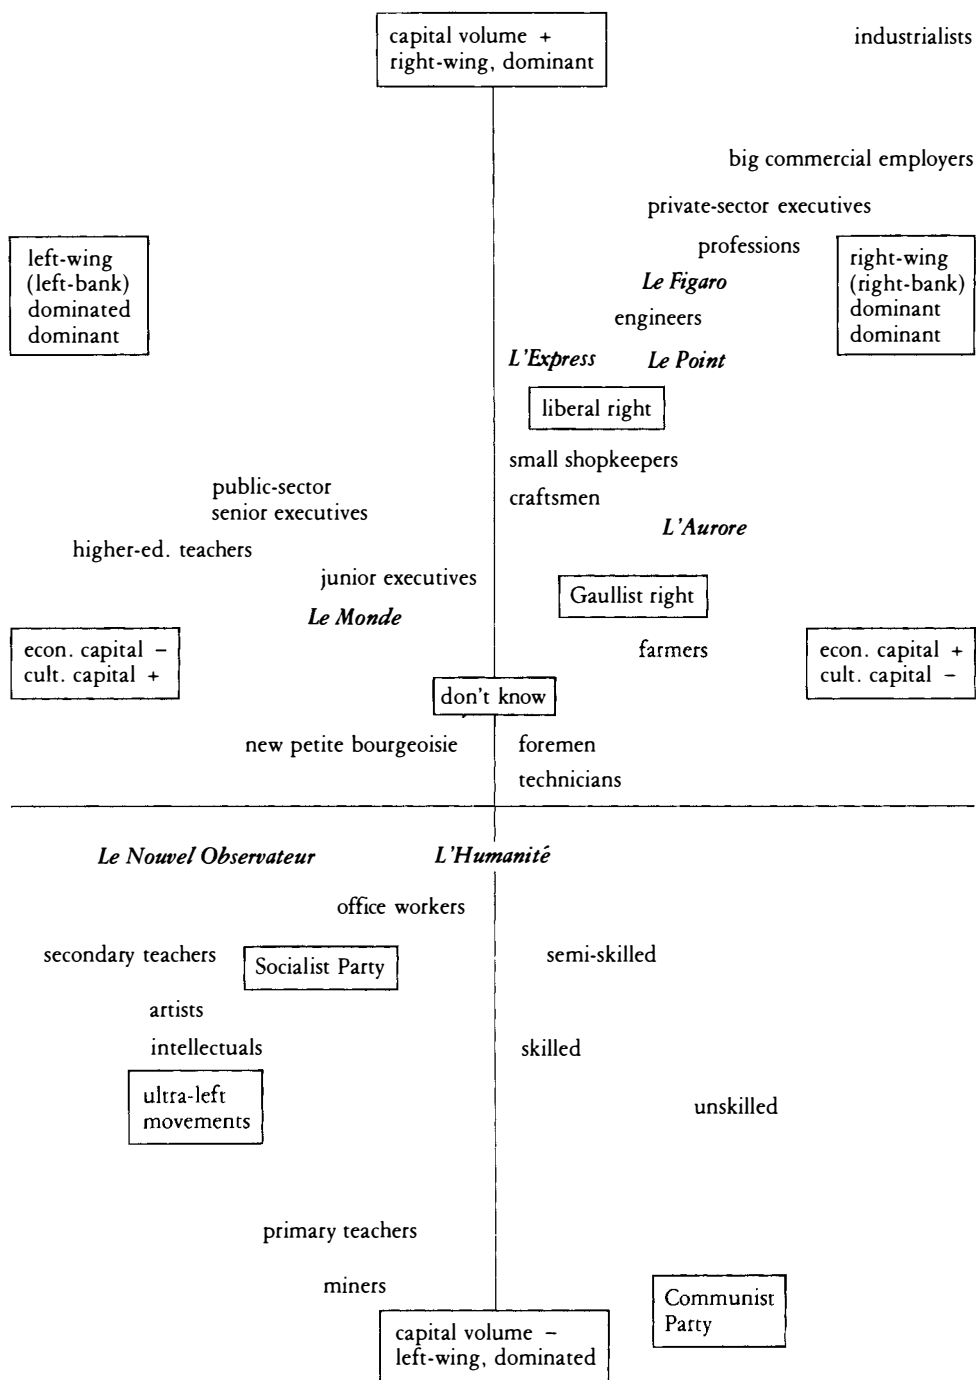 capital volume +
right-wing, dominant
industrialists
big commercial employers
private-sector executives
professions
left-wing
(left-bank)
dominated
dominant
right-wing
(right-bank)
dominant
dominant
Le Figaro
engineers
L'Express
Le Point
liberal right
small shopkeepers
public-sector
senior executives
craftsmen
L'Aurore
higher-ed. teachers
junior executives
Gaullist right
Le Monde
econ. capital –
cult. capital +
farmers
econ. capital +
cult. capital –
don't know
new petite bourgeoisie
foremen
technicians
Le Nouvel Observateur
L'Humanité
office workers
secondary teachers
Socialist Party
semi-skilled
artists
intellectuals
skilled
ultra-left
movements
unskilled
primary teachers
miners
Communist
Party
capital volume –
left-wing, dominated